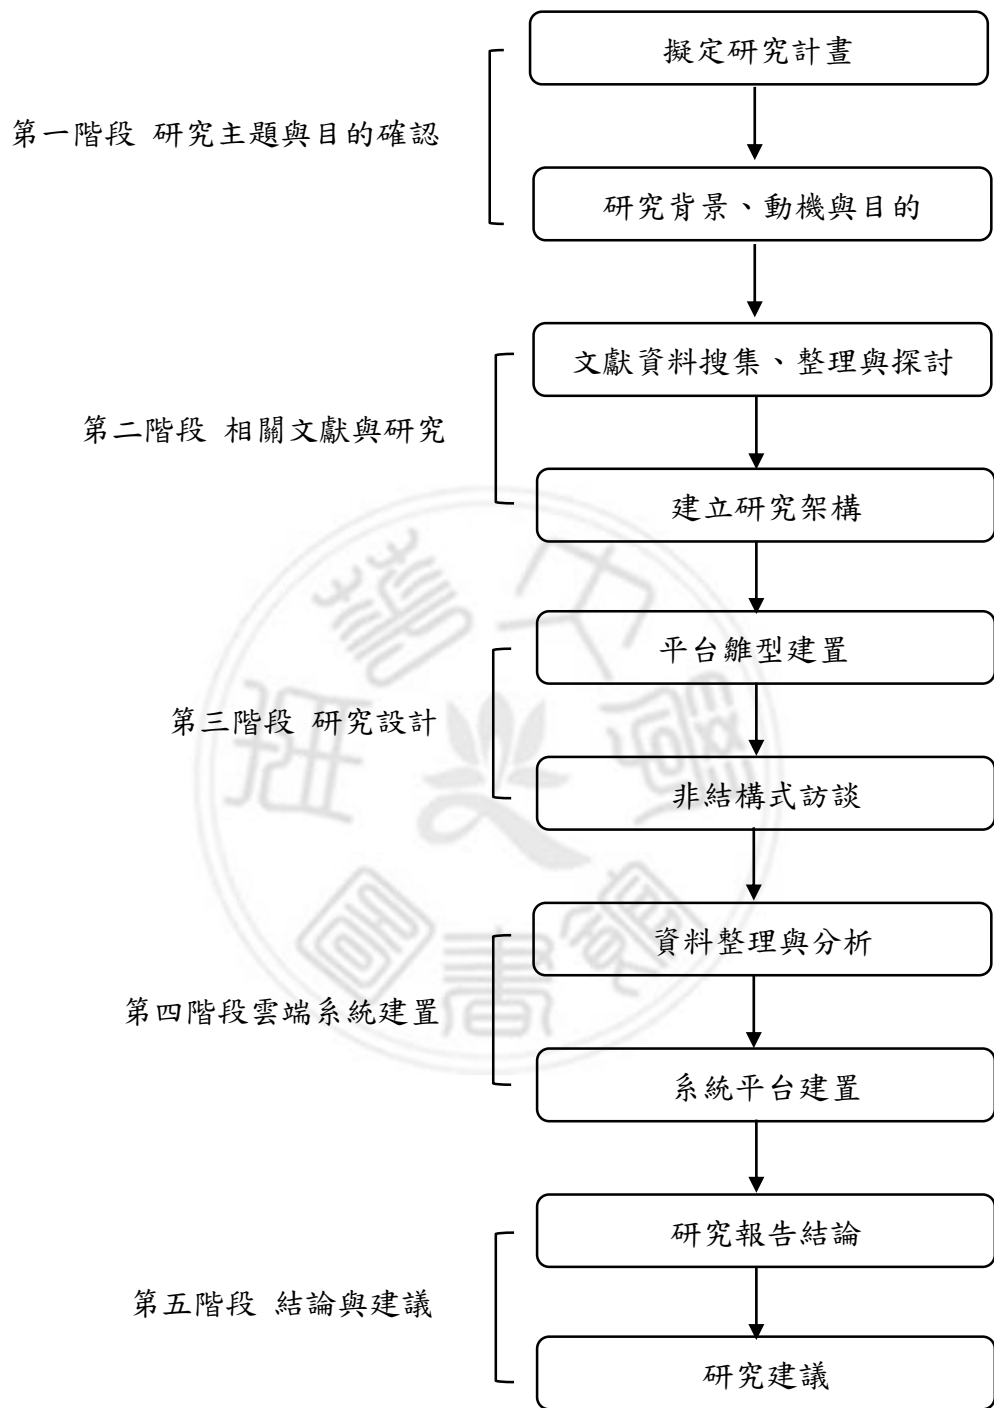 擬定研究計畫
第一階段 研究主題與目的確認
研究背景、動機與目的
文獻資料搜集、整理與探討
第二階段 相關文獻與研究
建立研究架構
平台雛型建置
第三階段 研究設計
非結構式訪談
資料整理與分析
第四階段雲端系統建置
系統平台建置
研究報告結論
第五階段 結論與建議
研究建議